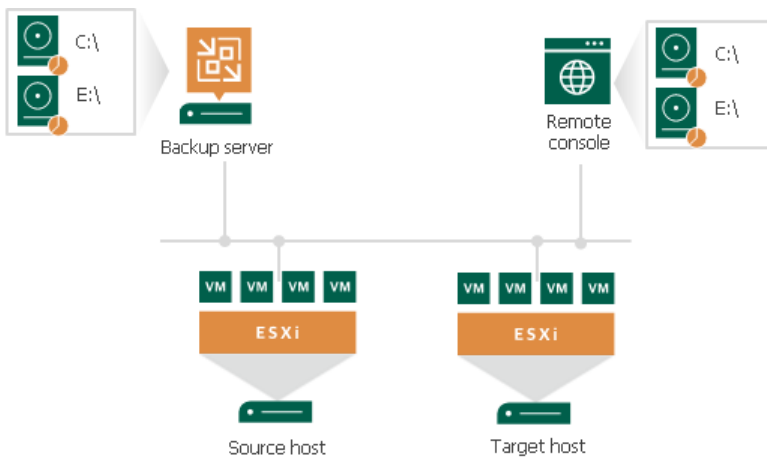 C:\
E:\
Backup server
Remote
console
C:\
E:\
VM VM VM VM
ESXi
Source host
VM VM VM VM
ESXi
Target host